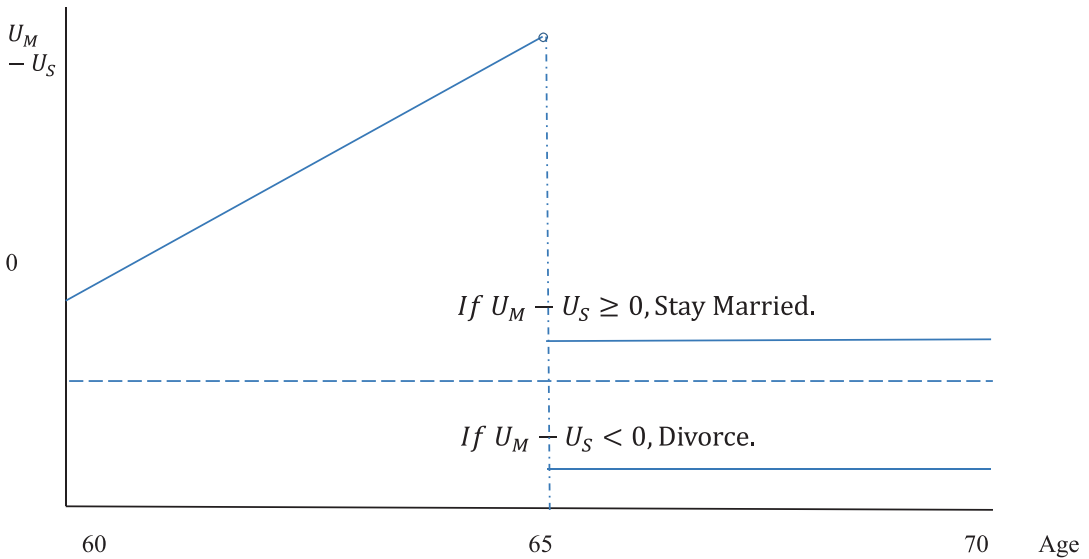 U_M
− U_S
0
If U_M − U_S ≥ 0, Stay Married.
If U_M − U_S < 0, Divorce.
60 65 70 Age